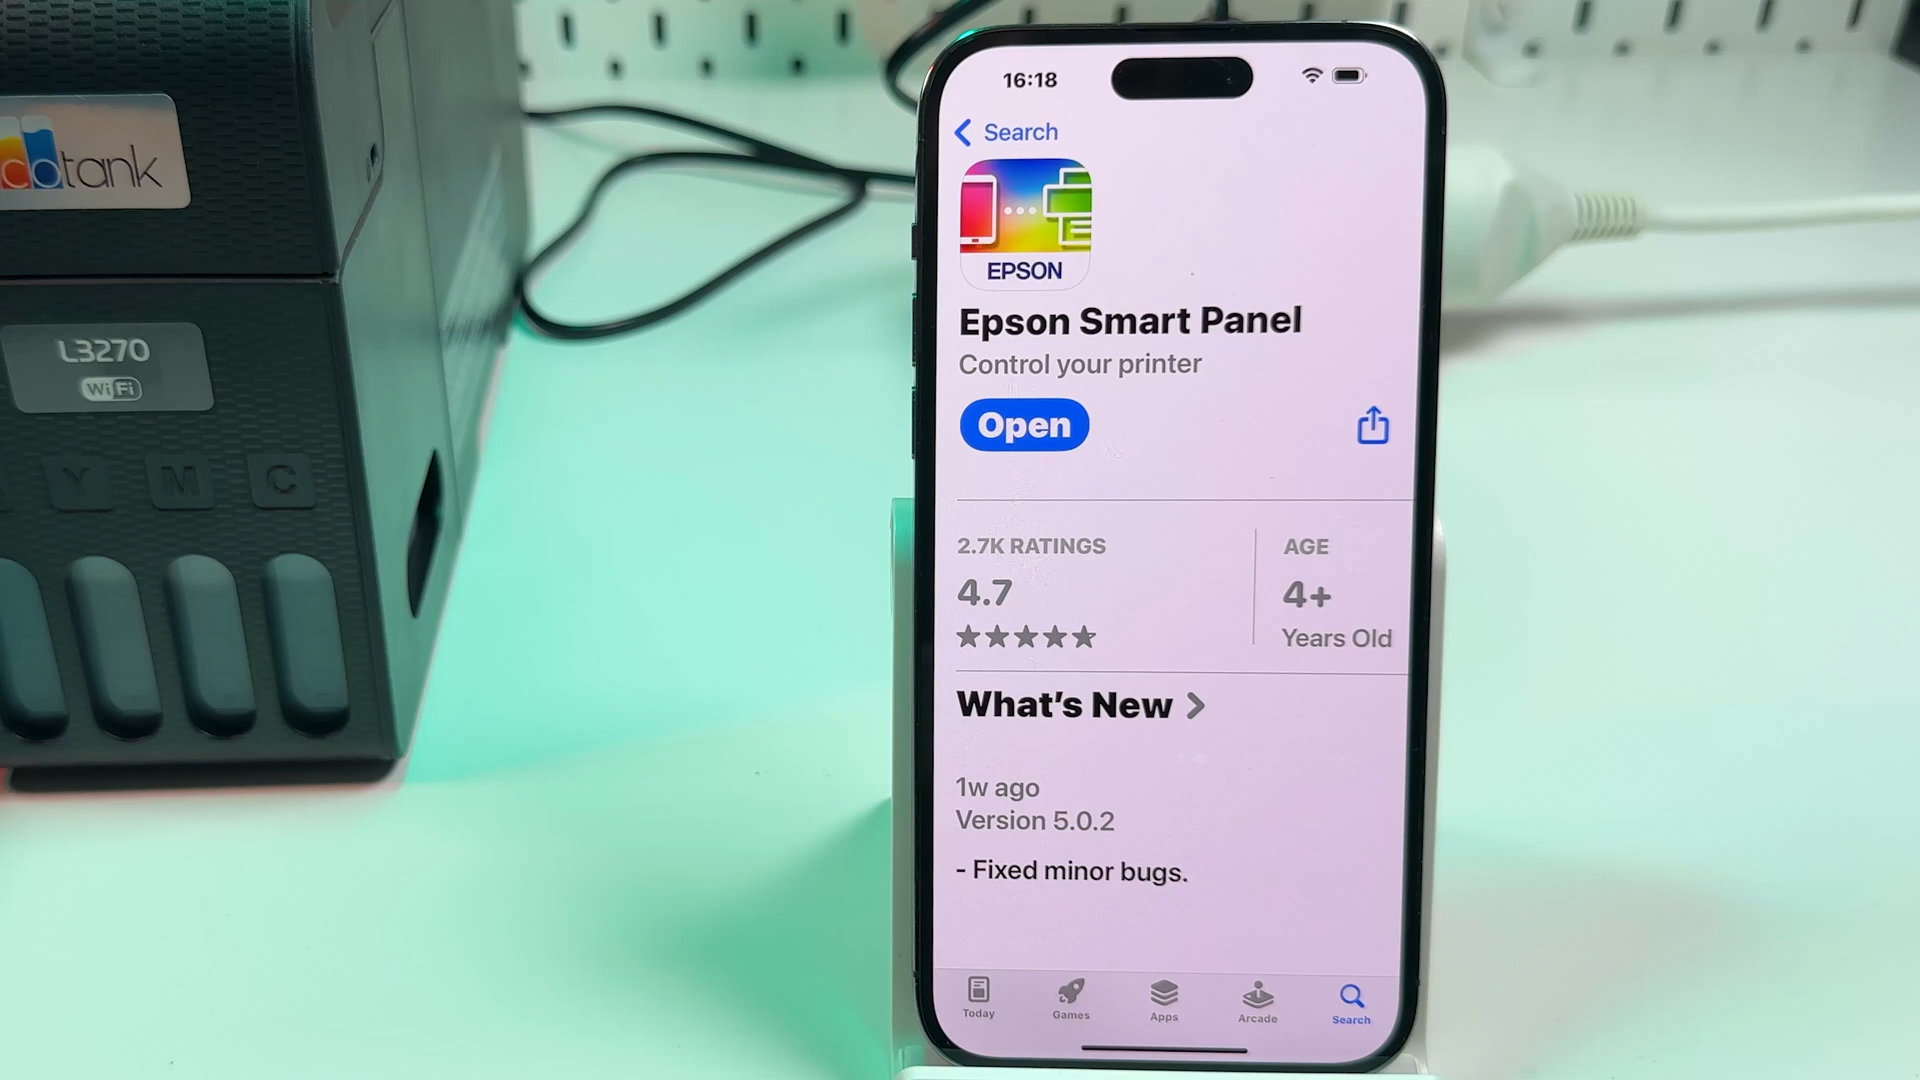 16:18
Search
EPSON
Epson Smart Panel
Control your printer
Open
2.7K RATINGS
4.7
AGE
4+
Years Old
What's New
1w ago
Version 5.0.2
- Fixed minor bugs.
Today
Games
Apps
Arcade
Search
cotank
L3270
WiFi
Y M C